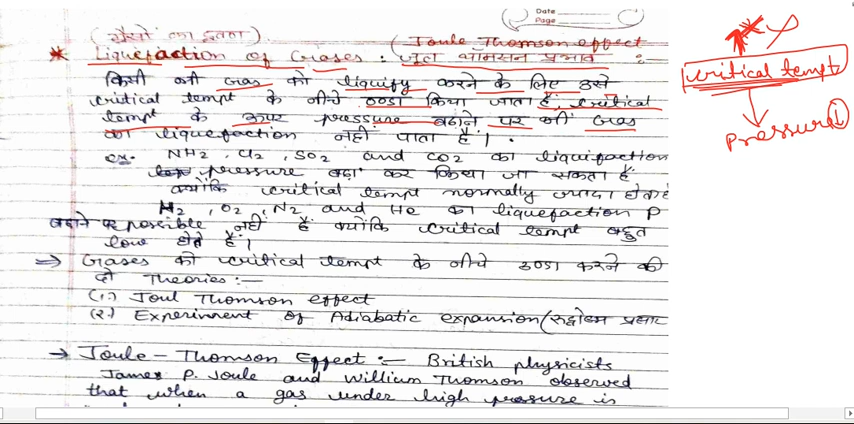 Date
Page
(गैसों का द्रवण)
(Joule Thomson effect
* Liquefaction of Gases : जूल थॉमसन प्रभाव :-
किसी भी Gas को liquify करने के लिए उसे
critical tempt के नीचे ठण्डा किया जाता हैं, critical
tempt के ऊपर pressure बढ़ाने पर भी Gas
का liquefaction नहीं पाता है।
ex- NH2, Cl2, SO2 and CO2 का liquifaction
pressure बढ़ा कर किया जा सकता है
क्योंकि critical tempt normally ज्यादा होता है
H2, O2, N2 and He का liquefaction P
बढ़ाने पर possible नहीं हैं क्योंकि critical tempt बहुत
low होते हैं।
⇒ Gases को critical tempt के नीचे ठण्डा करने की
दो Theories :-
(1.) Joul Thomson effect
(2.) Experinment of Adiabatic expansion (रुद्धोष्म प्रसार
→ Joule - Thomson Effect :- British physicists
James P. Joule and William Thomson observed
that when a gas under high pressure is
critical tempt
pressure ↓